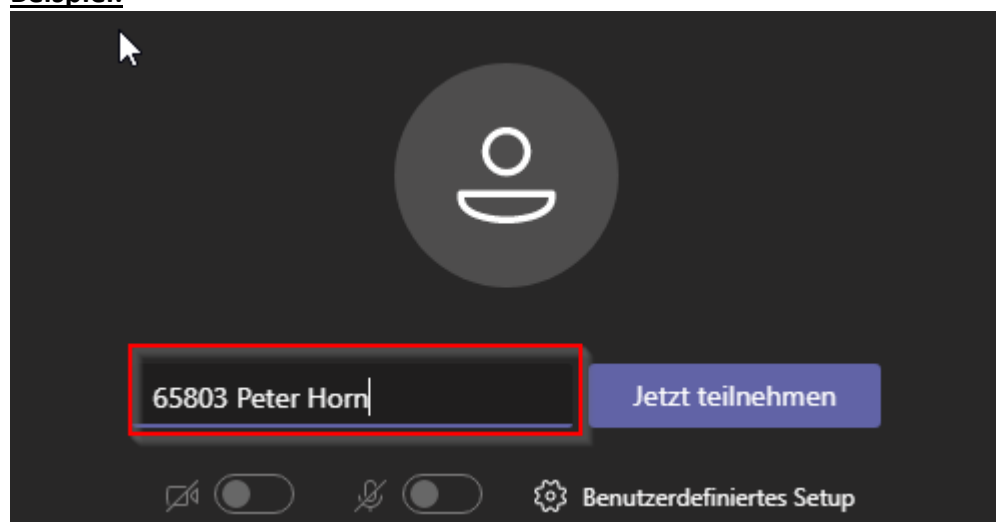 Beispiel:
65803 Peter Horn
Jetzt teilnehmen
Benutzerdefiniertes Setup